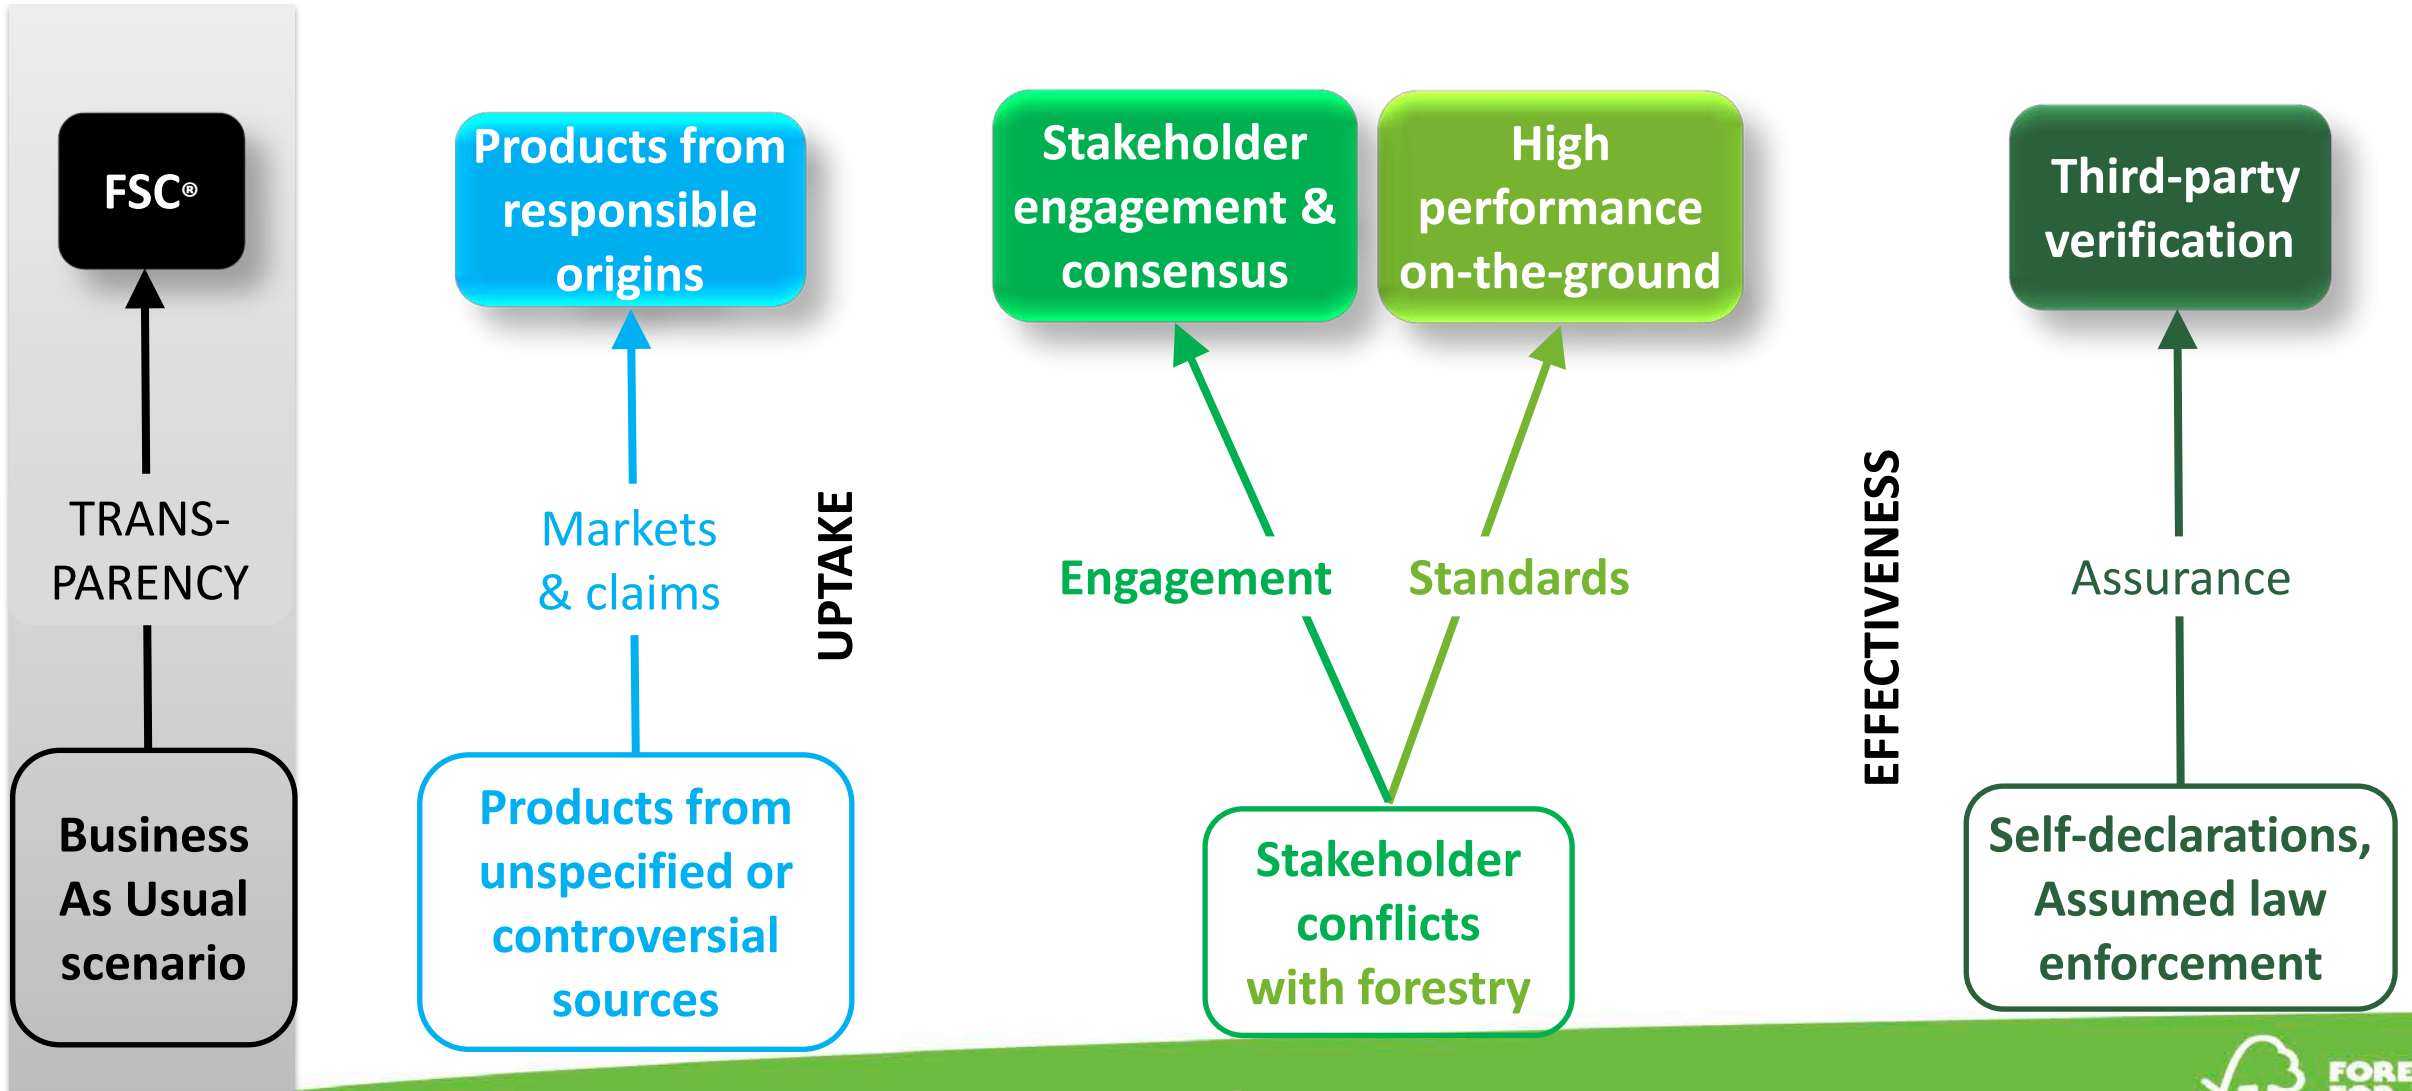 FSC®
TRANS-
PARENCY
Business
As Usual
scenario
Products from
responsible
origins
Markets
& claims
Products from
unspecified or
controversial
sources
UPTAKE
Stakeholder
engagement &
consensus
High
performance
on-the-ground
Engagement
Standards
Stakeholder
conflicts
with forestry
EFFECTIVENESS
Third-party
verification
Assurance
Self-declarations,
Assumed law
enforcement
FORE